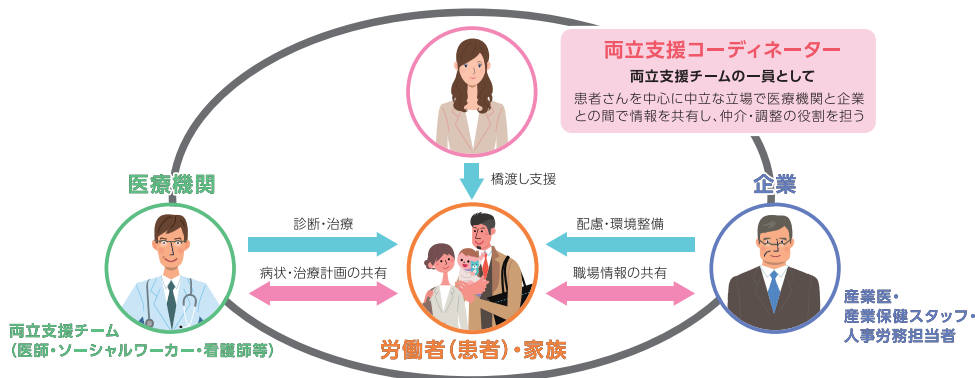 両立支援コーディネーター
両立支援チームの一員として
患者さんを中心に中立な立場で医療機関と企業
との間で情報を共有し、仲介・調整の役割を担う
橋渡し支援
医療機関
企業
診断・治療
配慮・環境整備
病状・治療計画の共有
職場情報の共有
両立支援チーム
（医師・ソーシャルワーカー・看護師等）
労働者（患者）・家族
産業医・
産業保健スタッフ・
人事労務担当者